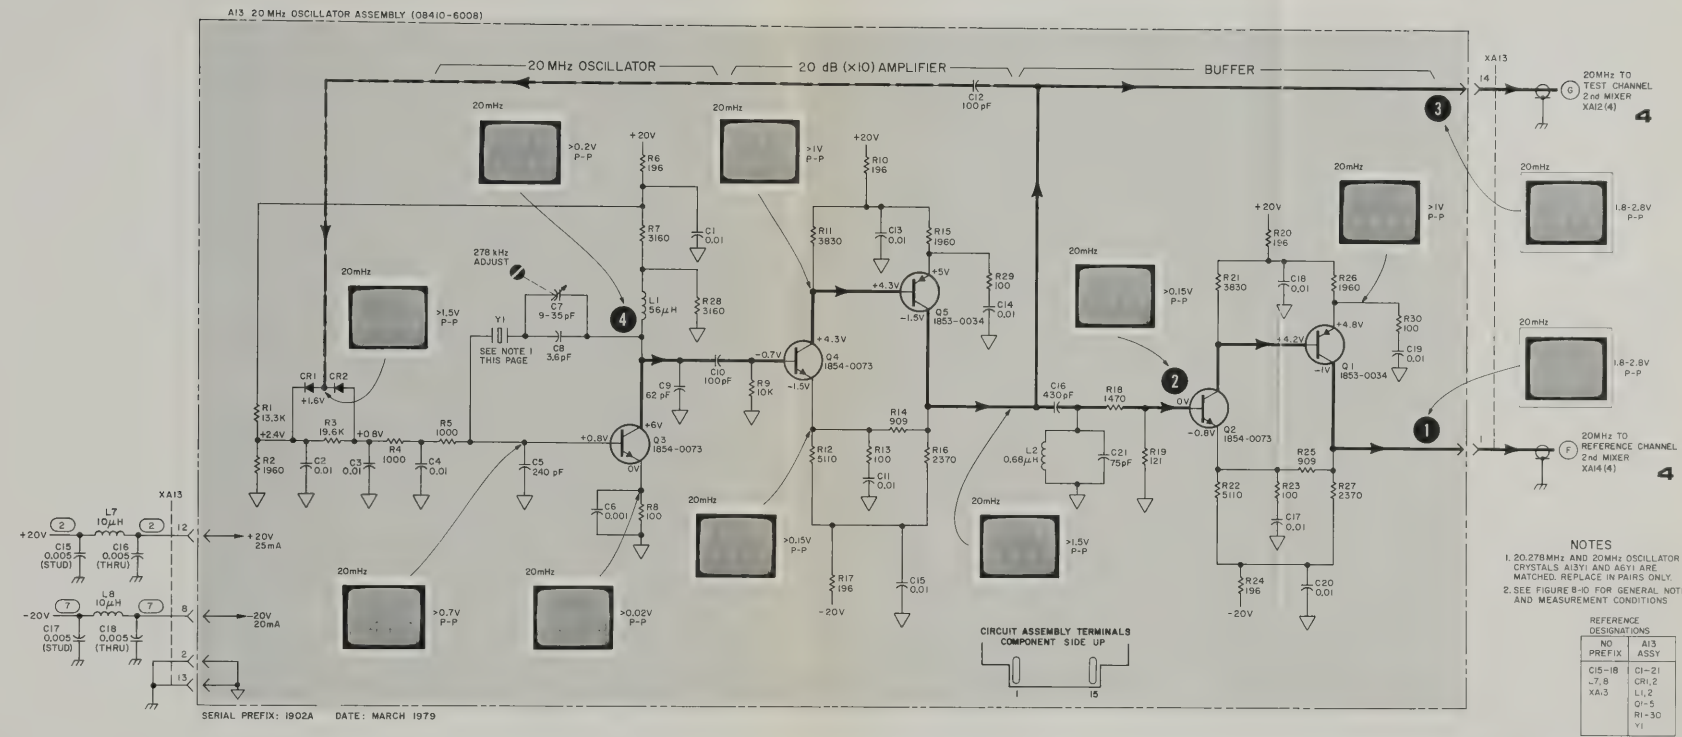 A13 20 MHz OSCILLATOR ASSEMBLY (08410-6008)
20 MHz OSCILLATOR
20 dB (×10) AMPLIFIER
BUFFER
XA13
14
G
20MHz TO
TEST CHANNEL
2nd MIXER
XA12(4)
4
C12
100pF
3
20mHz
>0.2V
P-P
20mHz
>1V
P-P
+20V
R6
196
+20V
R10
196
20mHz
>1V
P-P
20mHz
1.8-2.8V
P-P
R7
3160
C1
0.01
R11
3830
C13
0.01
R15
1960
+20V
R20
196
278 kHz
ADJUST
C7
9-35pF
Y1
SEE NOTE 1
THIS PAGE
C8
3.6pF
4
L1
56µH
R28
3160
20mHz
>1.5V
P-P
+4.3V
+5V
-1.5V
Q5
1853-0034
R29
100
C14
0.01
20mHz
>0.15V
P-P
R21
3830
C18
0.01
R26
1960
+4.8V
+4.2V
-1V
Q1
1853-0034
R30
100
C19
0.01
20mHz
1.8-2.8V
P-P
CR1
CR2
+1.6V
C9
62 pF
C10
100pF
R9
10K
-0.7V
+4.3V
-1.5V
Q4
1854-0073
2
C16
430pF
R18
1470
0V
-0.8V
Q2
1854-0073
1
R1
13.3K
+2.4V
R3
19.6K
+0.8V
R4
1000
R5
1000
R2
1960
C2
0.01
C3
0.01
C4
0.01
C5
240 pF
+0.8V
+6V
Q3
1854-0073
0V
C6
0.001
R8
100
R14
909
R12
5110
R13
100
C11
0.01
R16
2370
L2
0.68µH
C21
75pF
R19
121
R25
909
R22
5110
R23
100
C17
0.01
R27
2370
1
F
20MHz TO
REFERENCE CHANNEL
2nd MIXER
XA14(4)
4
XA13
+20V
2
L7
10µH
2
12
+20V
25mA
C15
0.005
(STUD)
C16
0.005
(THRU)
-20V
7
L8
10µH
7
8
-20V
20mA
C17
0.005
(STUD)
C18
0.005
(THRU)
2
13
20mHz
>0.7V
P-P
20mHz
>0.02V
P-P
20mHz
>0.15V
P-P
R17
196
-20V
C15
0.01
20mHz
>1.5V
P-P
R24
196
-20V
C20
0.01
CIRCUIT ASSEMBLY TERMINALS
COMPONENT SIDE UP
1
15
NOTES
1. 20.278MHz AND 20MHz OSCILLATOR
CRYSTALS A13Y1 AND A6Y1 ARE
MATCHED. REPLACE IN PAIRS ONLY.
2. SEE FIGURE 8-10 FOR GENERAL NOT
AND MEASUREMENT CONDITIONS
REFERENCE
DESIGNATIONS
NO PREFIX
A13 ASSY
C15-18
C1-21
L7,8
CR1,2
XA13
L1,2
Q1-5
R1-30
Y1
SERIAL PREFIX: 1902A DATE: MARCH 1979